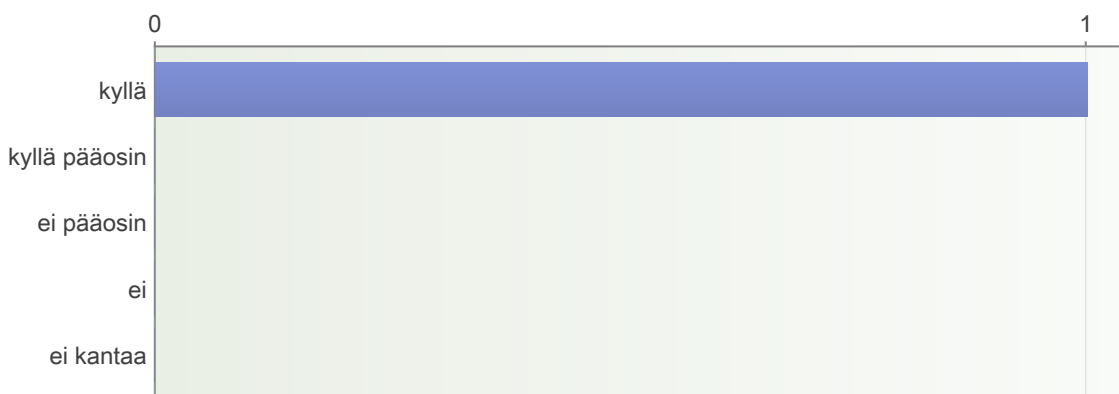 0 1
kyllä
kyllä pääosin
ei pääosin
ei
ei kantaa